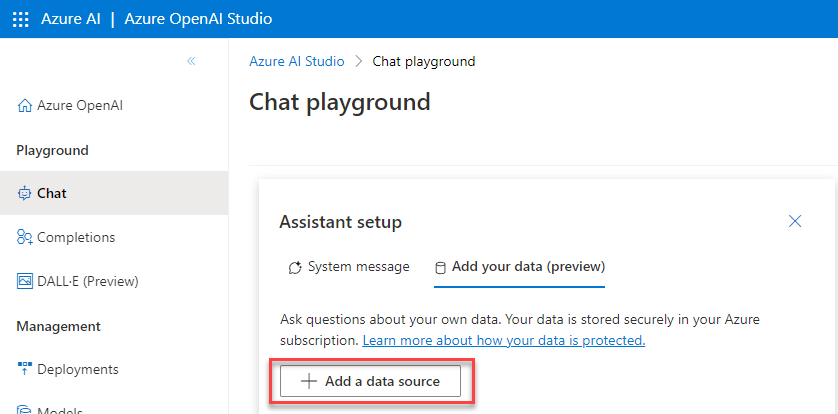 Azure AI | Azure OpenAI Studio
«
Azure AI Studio > Chat playground
Azure OpenAI
Chat playground
Playground
Chat
Assistant setup
Completions
System message
Add your data (preview)
DALL·E (Preview)
Ask questions about your own data. Your data is stored securely in your Azure
subscription. Learn more about how your data is protected.
Management
Deployments
+ Add a data source
Models